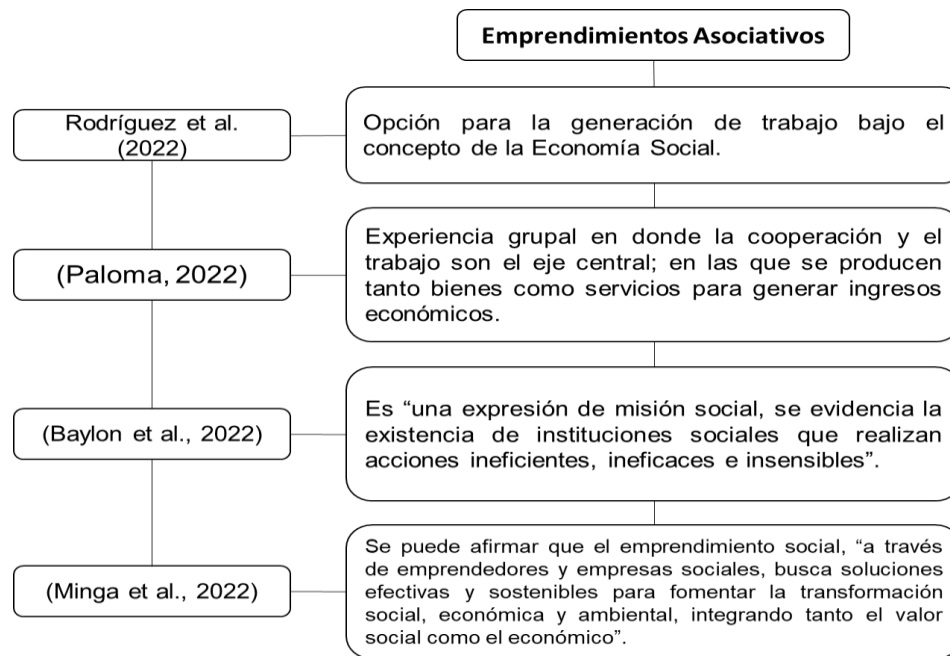 Emprendimientos Asociativos
Rodríguez et al.
(2022)
Opción para la generación de trabajo bajo el
concepto de la Economía Social.
(Paloma, 2022)
Experiencia grupal en donde la cooperación y el
trabajo son el eje central; en las que se producen
tanto bienes como servicios para generar ingresos
económicos.
(Baylon et al., 2022)
Es “una expresión de misión social, se evidencia la
existencia de instituciones sociales que realizan
acciones ineficientes, ineficaces e insensibles”.
(Minga et al., 2022)
Se puede afirmar que el emprendimiento social, “a través
de emprendedores y empresas sociales, busca soluciones
efectivas y sostenibles para fomentar la transformación
social, económica y ambiental, integrando tanto el valor
social como el económico”.